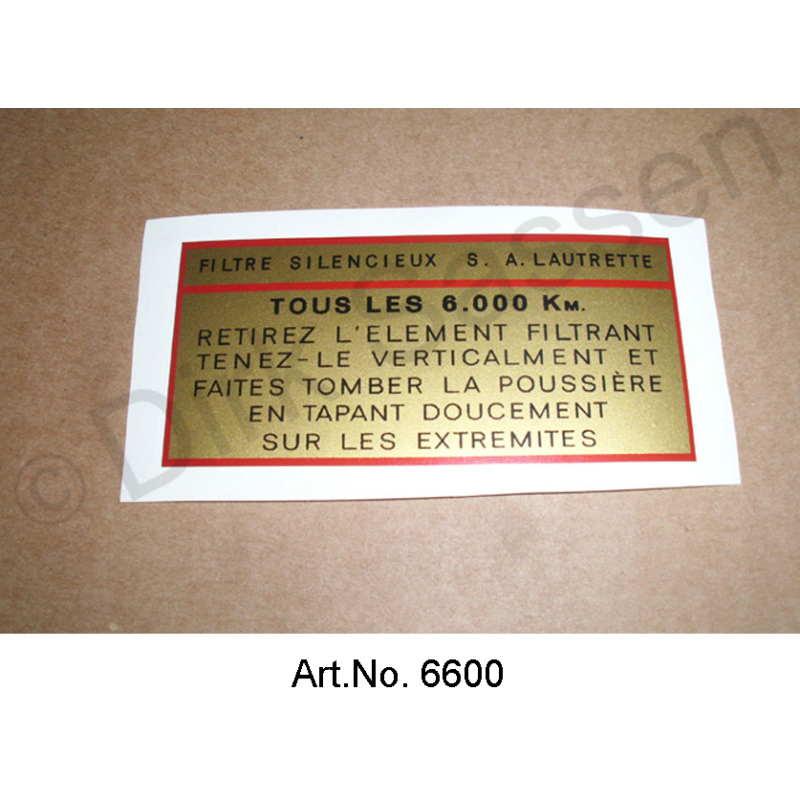 FILTRE SILENCIEUX S. A. LAUTRETTE
TOUS LES 6.000 KM.
RETIREZ L'ELEMENT FILTRANT
TENEZ-LE VERTICALMENT ET
FAITES TOMBER LA POUSSIÈRE
EN TAPANT DOUCEMENT
SUR LES EXTREMITES
Art.No. 6600